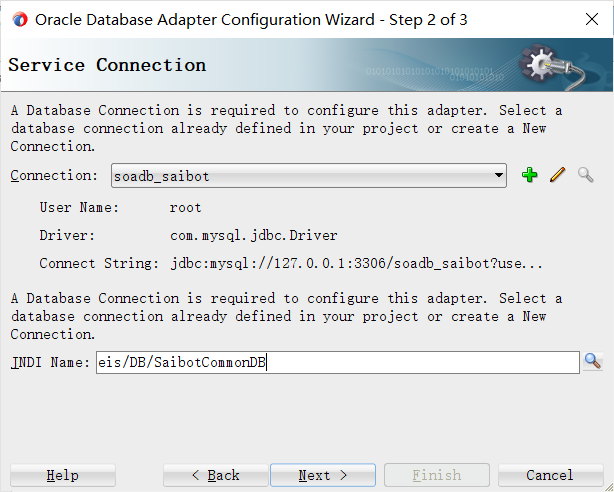 Oracle Database Adapter Configuration Wizard - Step 2 of 3
Service Connection
A Database Connection is required to configure this adapter. Select a
database connection already defined in your project or create a New
Connection.
Connection: soadb_saibot
User Name: root
Driver: com.mysql.jdbc.Driver
Connect String: jdbc:mysql://127.0.0.1:3306/soadb_saibot?use...
A Database Connection is required to configure this adapter. Select a
database connection already defined in your project or create a New
Connection.
JNDI Name: eis/DB/SaibotCommonDB
Help < Back Next > Finish Cancel